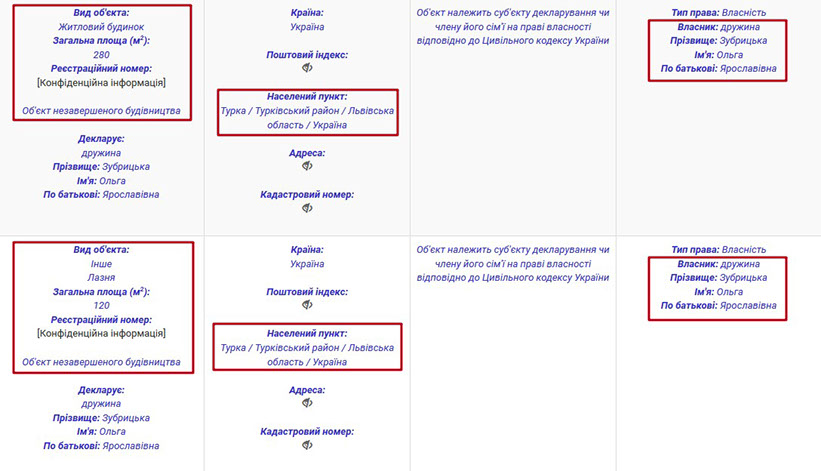 Вид об'єкта:
Житловий будинок
Загальна площа (м²):
280
Реєстраційний номер:
[Конфіденційна інформація]
Об'єкт незавершеного будівництва
Декларує:
дружина
Прізвище: Зубрицька
Ім'я: Ольга
По батькові: Ярославівна
Країна:
Україна
Поштовий індекс:
Населений пункт:
Турка / Турківський район / Львівська
область / Україна
Адреса:
Кадастровий номер:
Об'єкт належить суб'єкту декларування чи
члену його сім'ї на праві власності
відповідно до Цивільного кодексу України
Тип права: Власність
Власник: дружина
Прізвище: Зубрицька
Ім'я: Ольга
По батькові: Ярославівна
Вид об'єкта:
Інше
Лазня
Загальна площа (м²):
120
Реєстраційний номер:
[Конфіденційна інформація]
Об'єкт незавершеного будівництва
Декларує:
дружина
Прізвище: Зубрицька
Ім'я: Ольга
По батькові: Ярославівна
Країна:
Україна
Поштовий індекс:
Населений пункт:
Турка / Турківський район / Львівська
область / Україна
Адреса:
Кадастровий номер:
Об'єкт належить суб'єкту декларування чи
члену його сім'ї на праві власності
відповідно до Цивільного кодексу України
Тип права: Власність
Власник: дружина
Прізвище: Зубрицька
Ім'я: Ольга
По батькові: Ярославівна